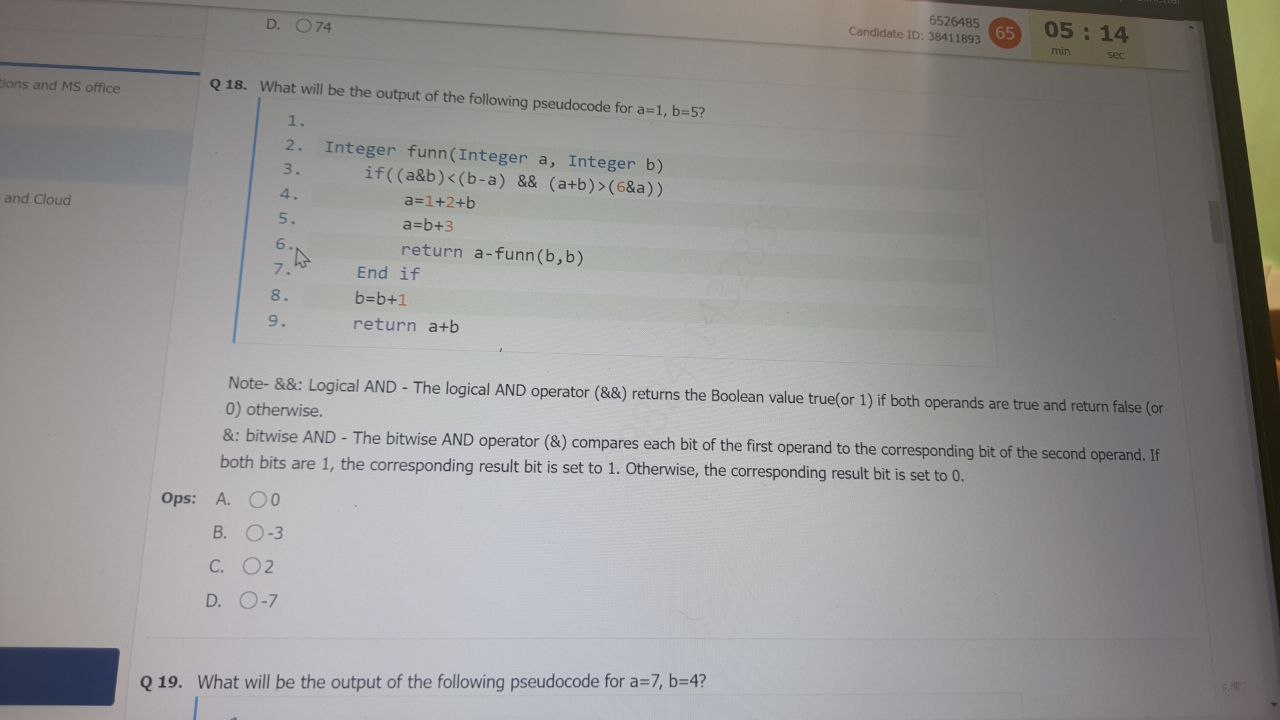 D. 74
6526485
Candidate ID: 38411893
65
05 : 14
min sec
tions and MS office
and Cloud
Q 18. What will be the output of the following pseudocode for a=1, b=5?
1.
2. Integer funn(Integer a, Integer b)
3. if((a&b)<(b-a) && (a+b)>(6&a))
4. a=1+2+b
5. a=b+3
6. return a-funn(b,b)
7. End if
8. b=b+1
9. return a+b
Note- &&: Logical AND - The logical AND operator (&&) returns the Boolean value true(or 1) if both operands are true and return false (or
0) otherwise.
&: bitwise AND - The bitwise AND operator (&) compares each bit of the first operand to the corresponding bit of the second operand. If
both bits are 1, the corresponding result bit is set to 1. Otherwise, the corresponding result bit is set to 0.
Ops: A. 0
B. -3
C. 2
D. -7
Q 19. What will be the output of the following pseudocode for a=7, b=4?